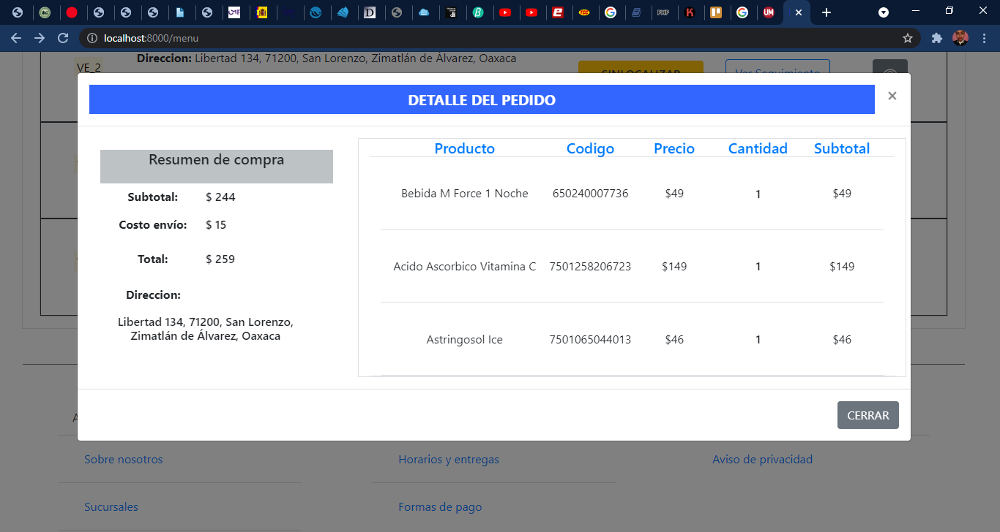 localhost:8000/menu
Direccion: Libertad 134, 71200, San Lorenzo, Zimatlán de Álvarez, Oaxaca
VE_2
SINLOCALIZAR
Ver Seguimiento
DETALLE DEL PEDIDO
×
Resumen de compra
Subtotal: $ 244
Costo envío: $ 15
Total: $ 259
Direccion:
Libertad 134, 71200, San Lorenzo,
Zimatlán de Álvarez, Oaxaca
Producto Codigo Precio Cantidad Subtotal
Bebida M Force 1 Noche 650240007736 $49 1 $49
Acido Ascorbico Vitamina C 7501258206723 $149 1 $149
Astringosol Ice 7501065044013 $46 1 $46
CERRAR
Sobre nosotros Horarios y entregas Aviso de privacidad
Sucursales Formas de pago